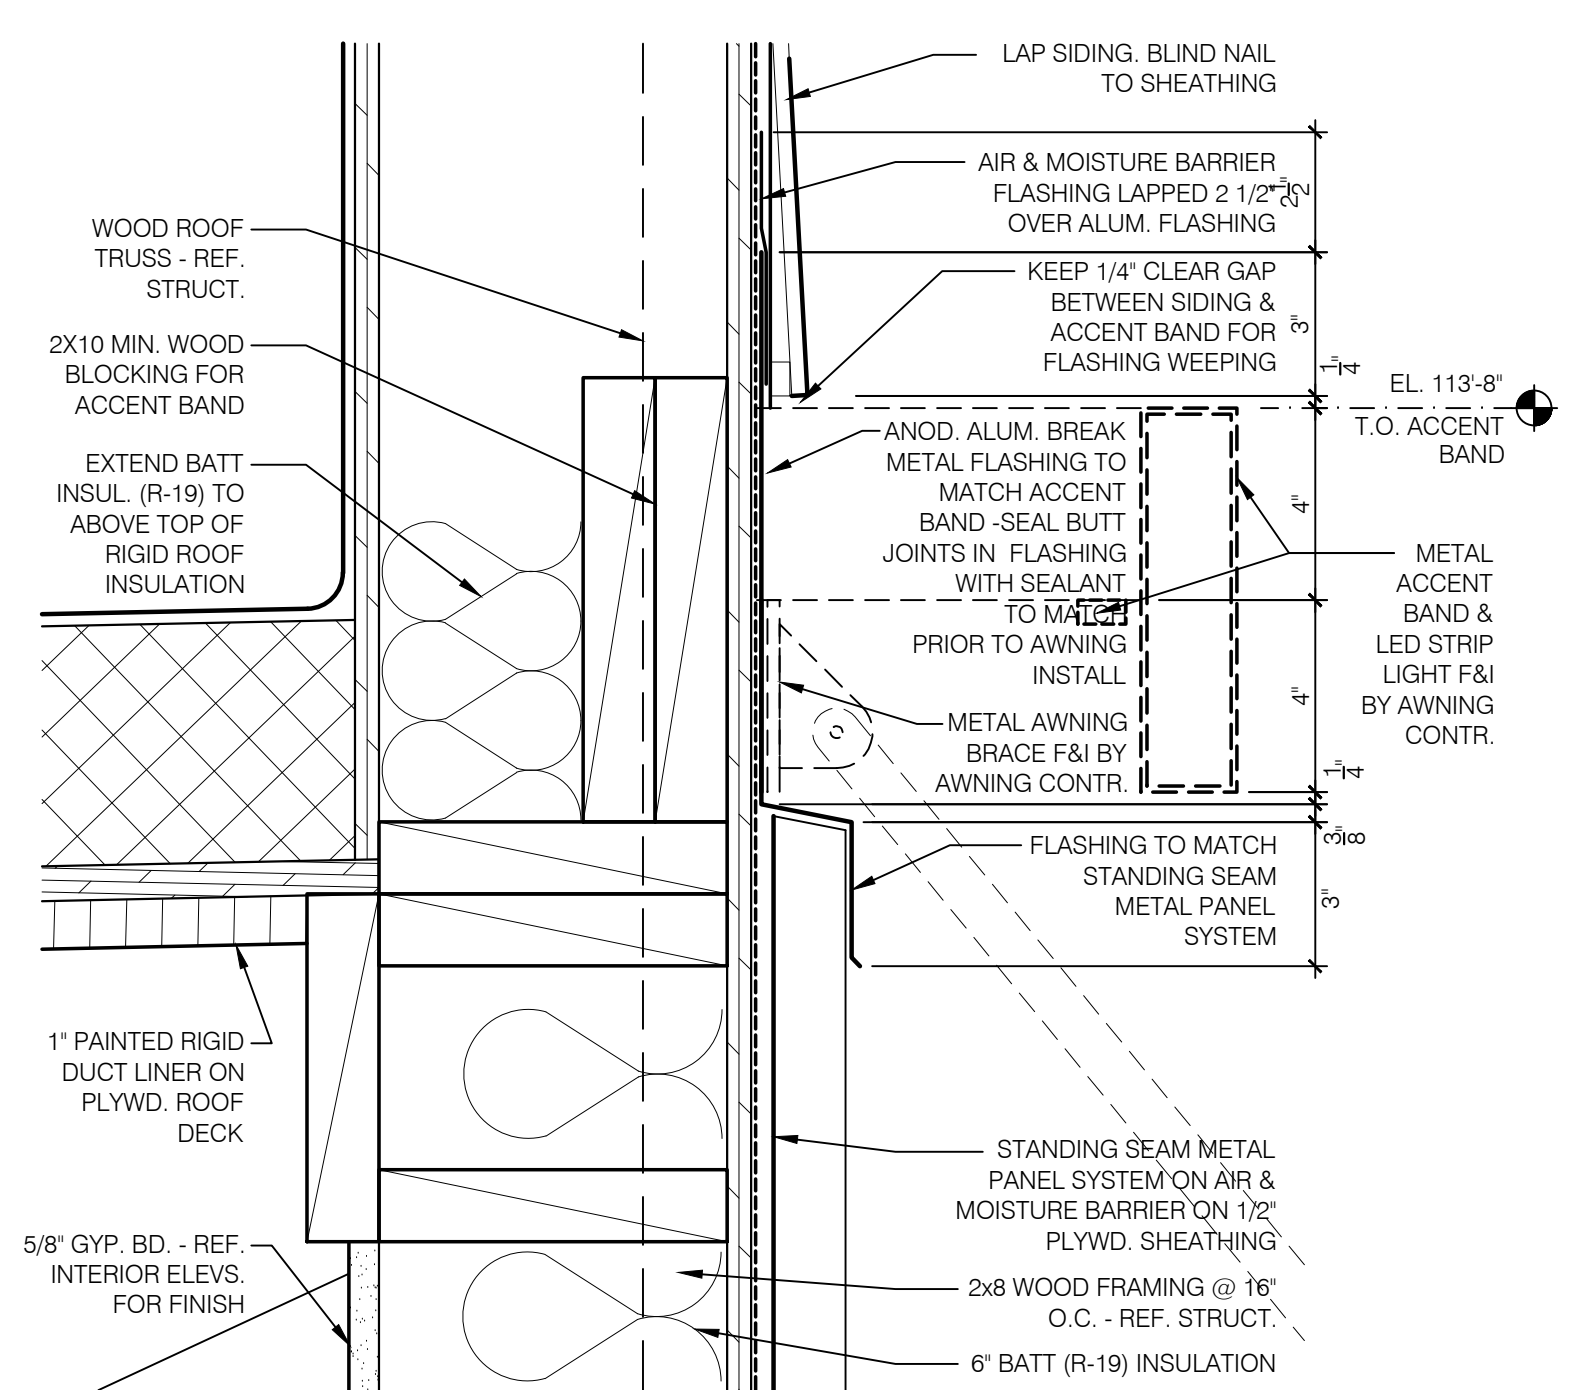 LAP SIDING. BLIND NAIL
TO SHEATHING
AIR & MOISTURE BARRIER
FLASHING LAPPED 2 1/2"
OVER ALUM. FLASHING
2 1/2"
KEEP 1/4" CLEAR GAP
BETWEEN SIDING &
ACCENT BAND FOR
FLASHING WEEPING
3"
1/4"
EL. 113'-8"
T.O. ACCENT
BAND
WOOD ROOF
TRUSS - REF.
STRUCT.
2X10 MIN. WOOD
BLOCKING FOR
ACCENT BAND
EXTEND BATT
INSUL. (R-19) TO
ABOVE TOP OF
RIGID ROOF
INSULATION
ANOD. ALUM. BREAK
METAL FLASHING TO
MATCH ACCENT
BAND -SEAL BUTT
JOINTS IN  FLASHING
WITH SEALANT
TO MATCH
PRIOR TO AWNING
INSTALL
4"
METAL
ACCENT
BAND &
LED STRIP
LIGHT F&I
BY AWNING
CONTR.
4"
METAL AWNING
BRACE F&I BY
AWNING CONTR.
1/4"
3/8"
FLASHING TO MATCH
STANDING SEAM
METAL PANEL
SYSTEM
3"
1" PAINTED RIGID
DUCT LINER ON
PLYWD. ROOF
DECK
STANDING SEAM METAL
PANEL SYSTEM ON AIR &
MOISTURE BARRIER ON 1/2"
PLYWD. SHEATHING
5/8" GYP. BD. - REF.
INTERIOR ELEVS.
FOR FINISH
2x8 WOOD FRAMING @ 16"
O.C. - REF. STRUCT.
6" BATT (R-19) INSULATION